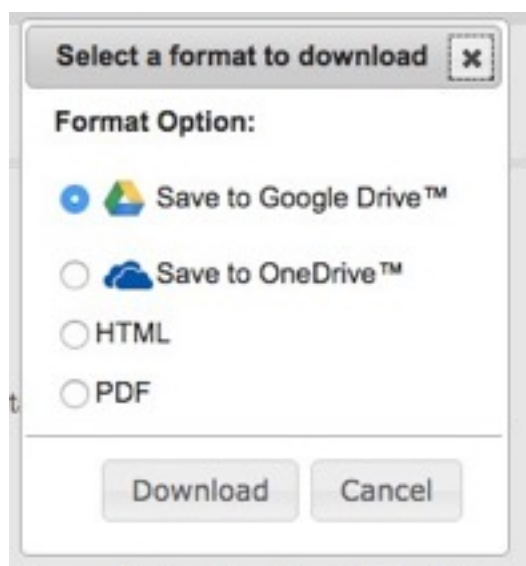 Select a format to download
Format Option:
Save to Google Drive™
Save to OneDrive™
HTML
PDF
t
Download Cancel